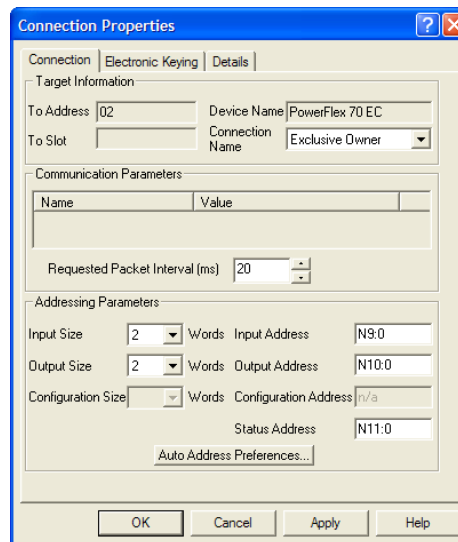 Connection Properties
Connection Electronic Keying Details
Target Information
To Address 02 Device Name PowerFlex 70 EC
To Slot Connection Name Exclusive Owner
Communication Parameters
Name Value
Requested Packet Interval (ms) 20
Addressing Parameters
Input Size 2 Words Input Address N9:0
Output Size 2 Words Output Address N10:0
Configuration Size Words Configuration Address n/a
Status Address N11:0
Auto Address Preferences...
OK Cancel Apply Help